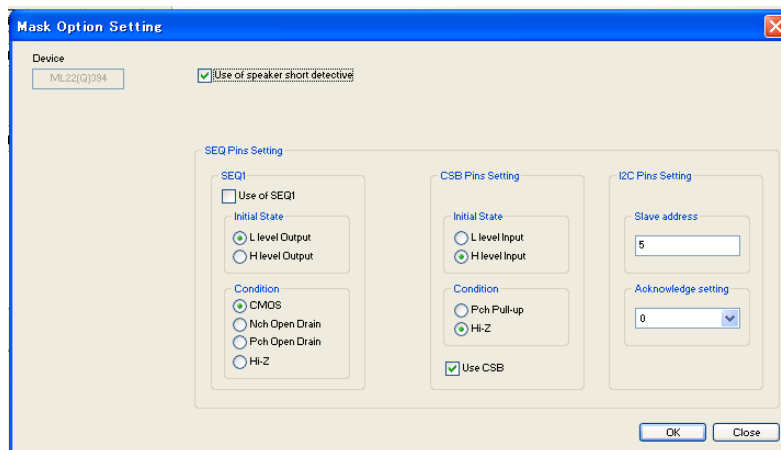 Mask Option Setting
Device
ML22(Q)394
Use of speaker short detective
SEQ Pins Setting
SEQ1
Use of SEQ1
Initial State
L level Output
H level Output
Condition
CMOS
Nch Open Drain
Pch Open Drain
Hi-Z
CSB Pins Setting
Initial State
L level Input
H level Input
Condition
Pch Pull-up
Hi-Z
Use CSB
I2C Pins Setting
Slave address
5
Acknowledge setting
0
OK
Close